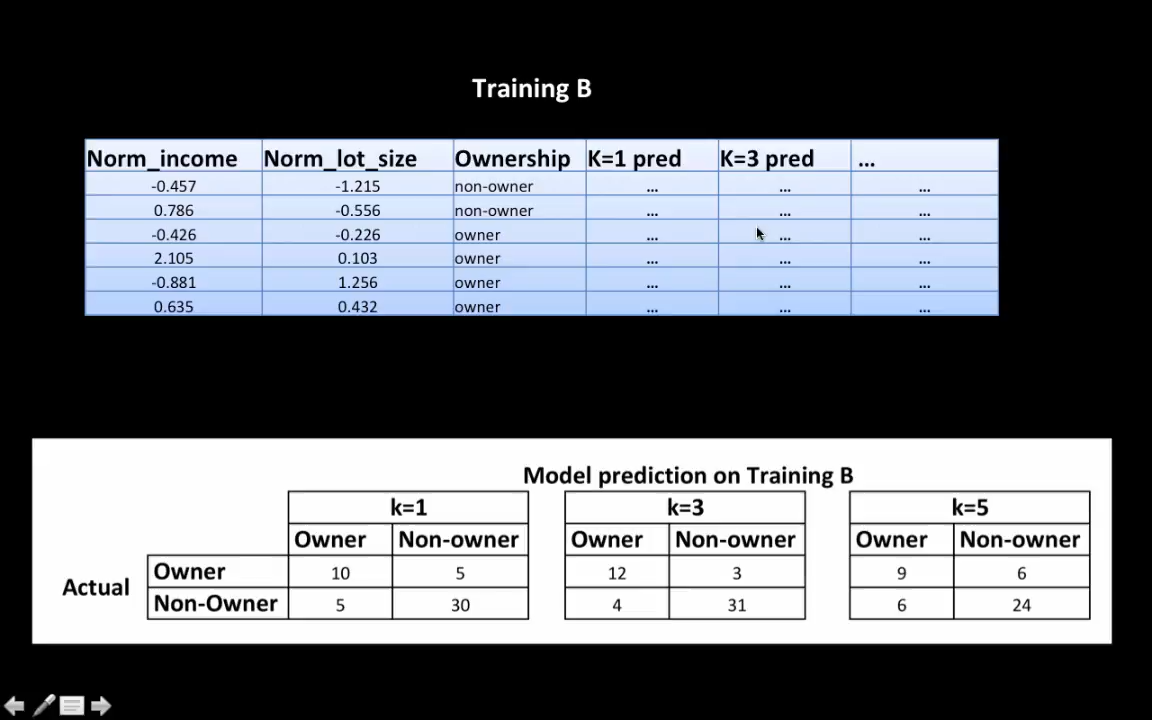 Training B
Norm_income Norm_lot_size Ownership K=1 pred K=3 pred ...
-0.457 -1.215 non-owner ... ... ...
0.786 -0.556 non-owner ... ... ...
-0.426 -0.226 owner ... ... ...
2.105 0.103 owner ... ... ...
-0.881 1.256 owner ... ... ...
0.635 0.432 owner ... ... ...
Model prediction on Training B
k=1 k=3 k=5
Owner Non-owner Owner Non-owner Owner Non-owner
Actual
Owner 10 5 12 3 9 6
Non-Owner 5 30 4 31 6 24